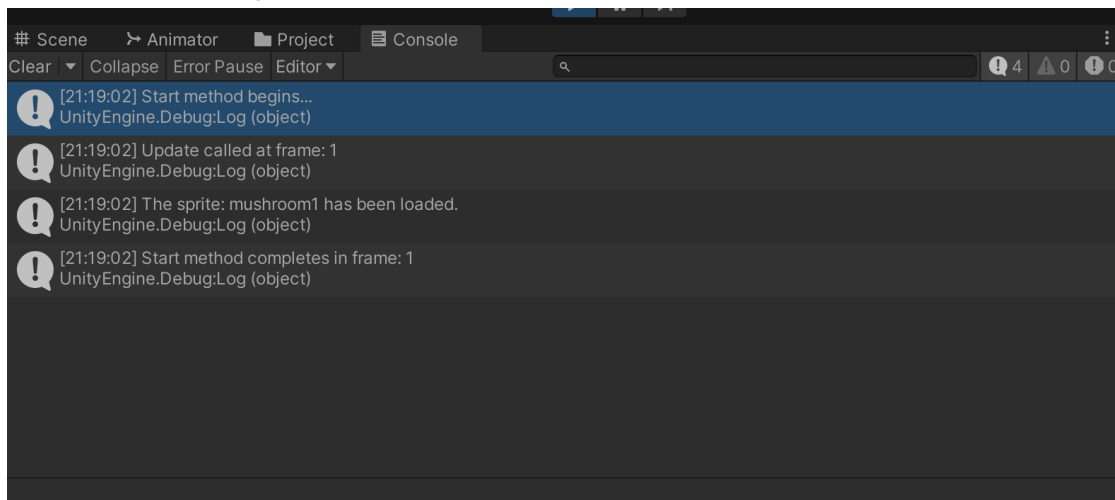 Scene Animator Project Console
Clear Collapse Error Pause Editor 4 0 0
[21:19:02] Start method begins...
UnityEngine.Debug:Log (object)
[21:19:02] Update called at frame: 1
UnityEngine.Debug:Log (object)
[21:19:02] The sprite: mushroom1 has been loaded.
UnityEngine.Debug:Log (object)
[21:19:02] Start method completes in frame: 1
UnityEngine.Debug:Log (object)